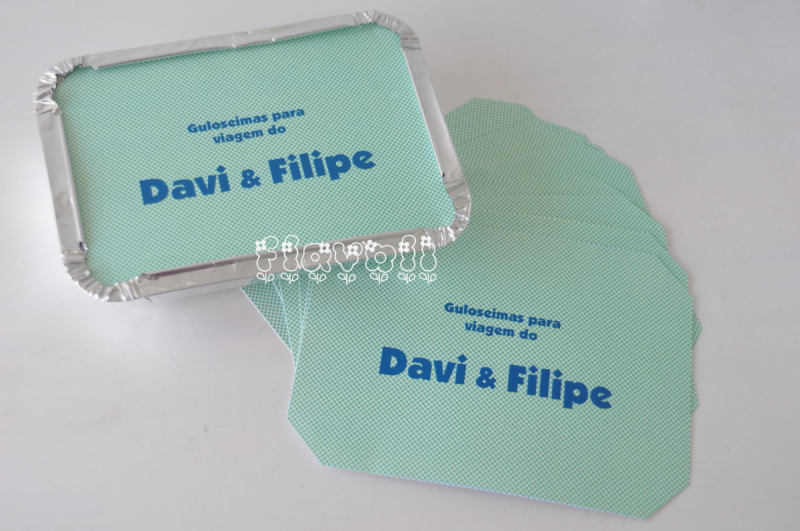 Guloseimas para
viagem do
Davi & Filipe
flavoli
Guloseimas para
viagem do
Davi & Filipe